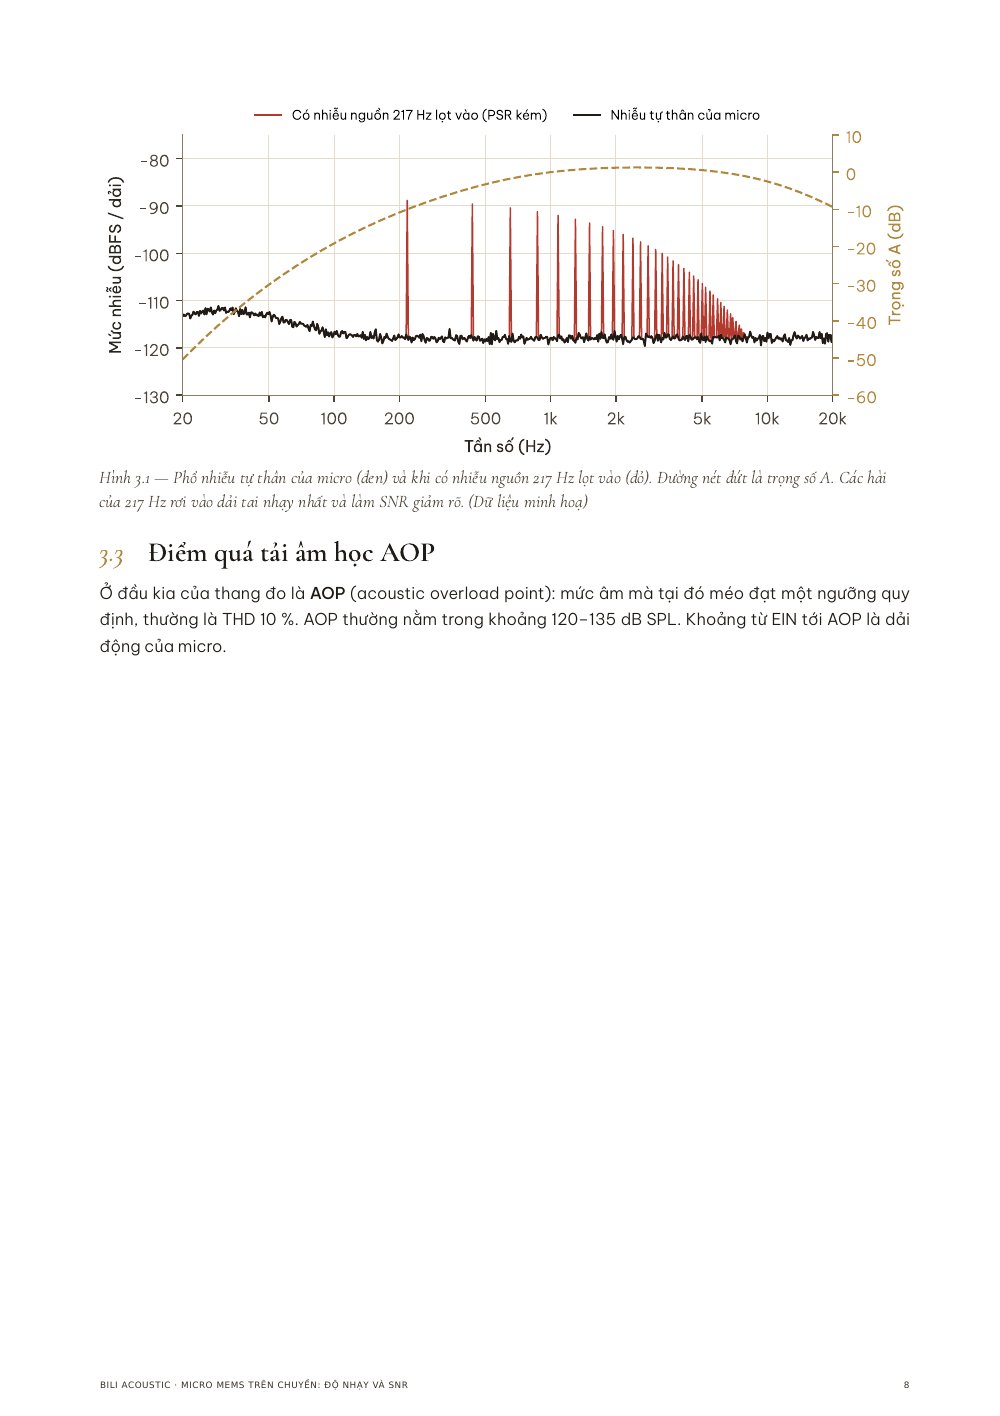 Có nhiễu nguồn 217 Hz lọt vào (PSR kém) Nhiễu tự thân của micro
Mức nhiễu (dBFS / dải)
−80
−90
−100
−110
−120
−130
10
0
−10
−20
−30
−40
−50
−60
Trọng số A (dB)
20 50 100 200 500 1k 2k 5k 10k 20k
Tần số (Hz)
Hình 3.1 — Phổ nhiễu tự thân của micro (đen) và khi có nhiễu nguồn 217 Hz lọt vào (đỏ). Đường nét đứt là trọng số A. Các hài
của 217 Hz rơi vào dải tai nhạy nhất và làm SNR giảm rõ. (Dữ liệu minh hoạ)
3.3 Điểm quá tải âm học AOP
Ở đầu kia của thang đo là AOP (acoustic overload point): mức âm mà tại đó méo đạt một ngưỡng quy
định, thường là THD 10 %. AOP thường nằm trong khoảng 120–135 dB SPL. Khoảng từ EIN tới AOP là dải
động của micro.
BILI ACOUSTIC · MICRO MEMS TRÊN CHUYỀN: ĐỘ NHẠY VÀ SNR 8